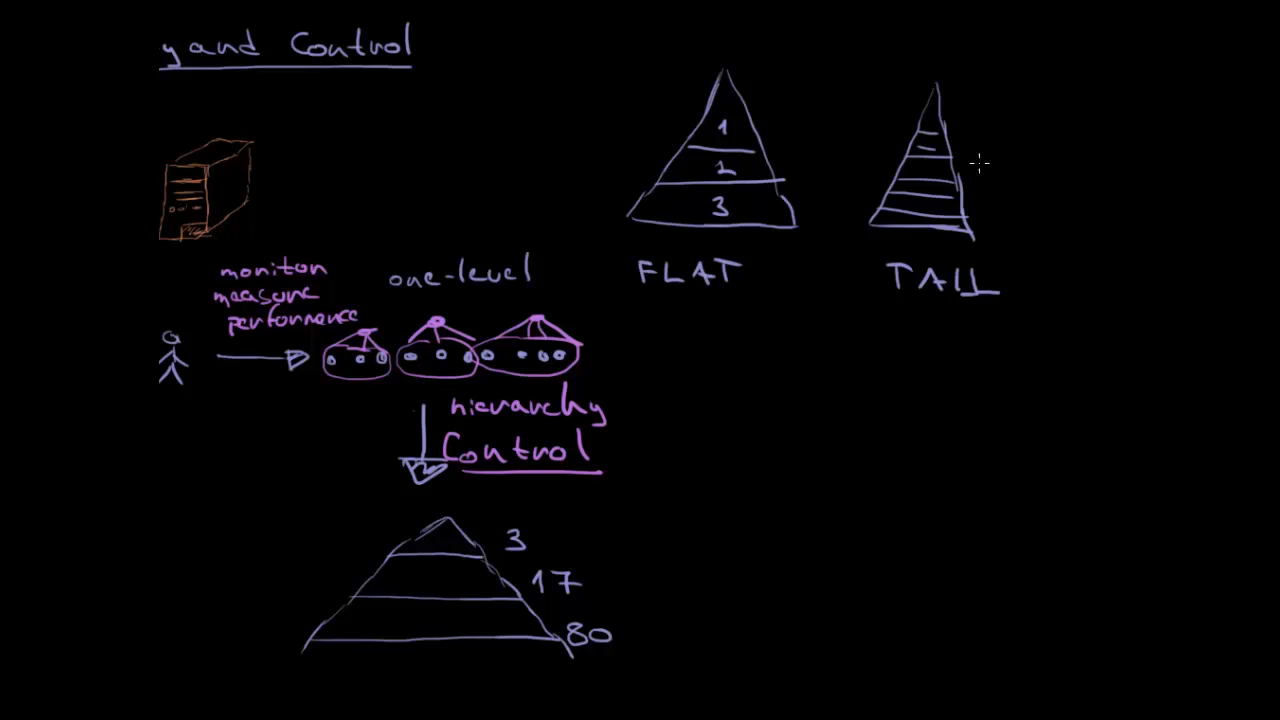 y and Control
1
2
3
FLAT
TALL
monitor
measure
performance
one-level
hierarchy
Control
3
17
80